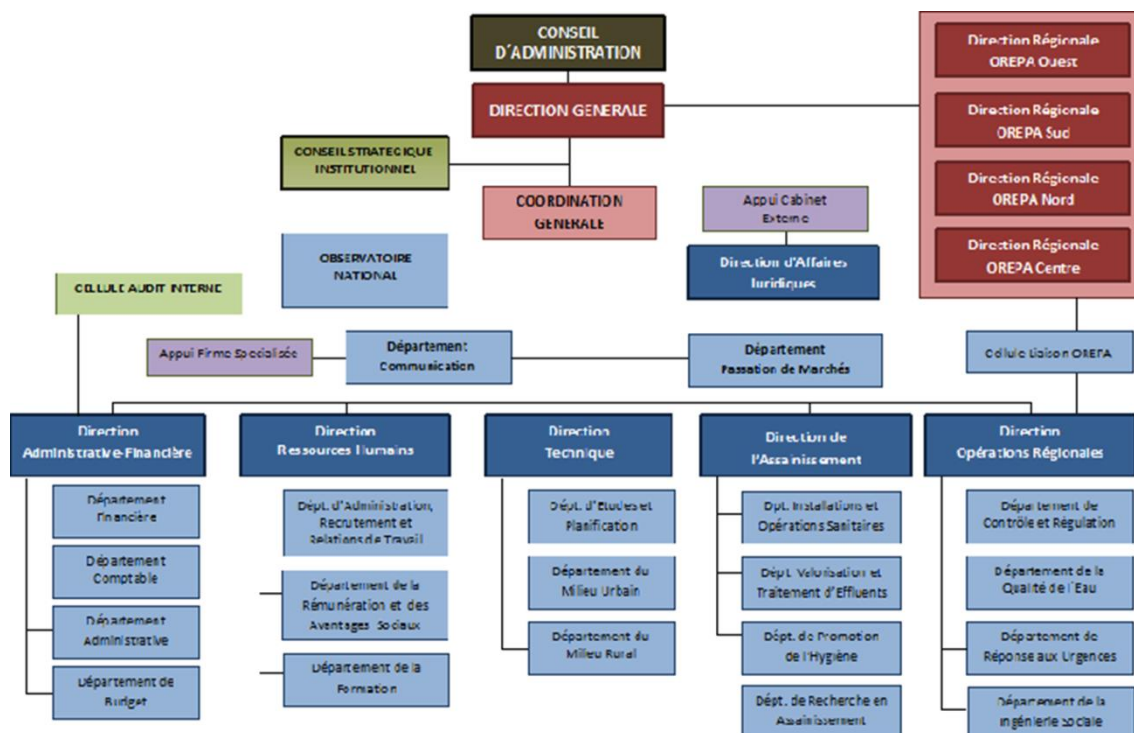 CONSEIL
D´ADMINISTRATION
DIRECTION GENERALE
CONSEIL STRATEGIQUE
INSTITUTIONNEL
COORDINATION
GENERALE
Direction Régionale
OREPA Ouest
Direction Régionale
OREPA Sud
Direction Régionale
OREPA Nord
Direction Régionale
OREPA Centre
Appui Cabinet
Externe
Direction d'Affaires
Juridiques
OBSERVATOIRE
NATIONAL
CELLULE AUDIT INTERNE
Appui Firme Specialisée
Département
Communication
Département
Passation de Marchés
Cellule Liaison OREPA
Direction
Administrative-Financière
Département
Financière
Département
Comptable
Département
Administrative
Département de
Budget
Direction
Ressources Humains
Dépt. d'Administration,
Recrutement et
Relations de Travail
Département de la
Rémunération et des
Avantages Sociaux
Département de la
Formation
Direction
Technique
Dépt. d'Etudes et
Planification
Département du
Milieu Urbain
Département du
Milieu Rural
Direction de
l'Assainissement
Dpt. Installations et
Opérations Sanitaires
Dépt. Valorisation et
Traitement d'Effluents
Dépt. de Promotion
de l'Hygiène
Dépt. de Recherche en
Assainissement
Direction
Opérations Régionales
Département de
Contrôle et Régulation
Département de la
Qualité de l´Eau
Département de
Réponse aux Urgences
Département de la
Ingénierie Sociale